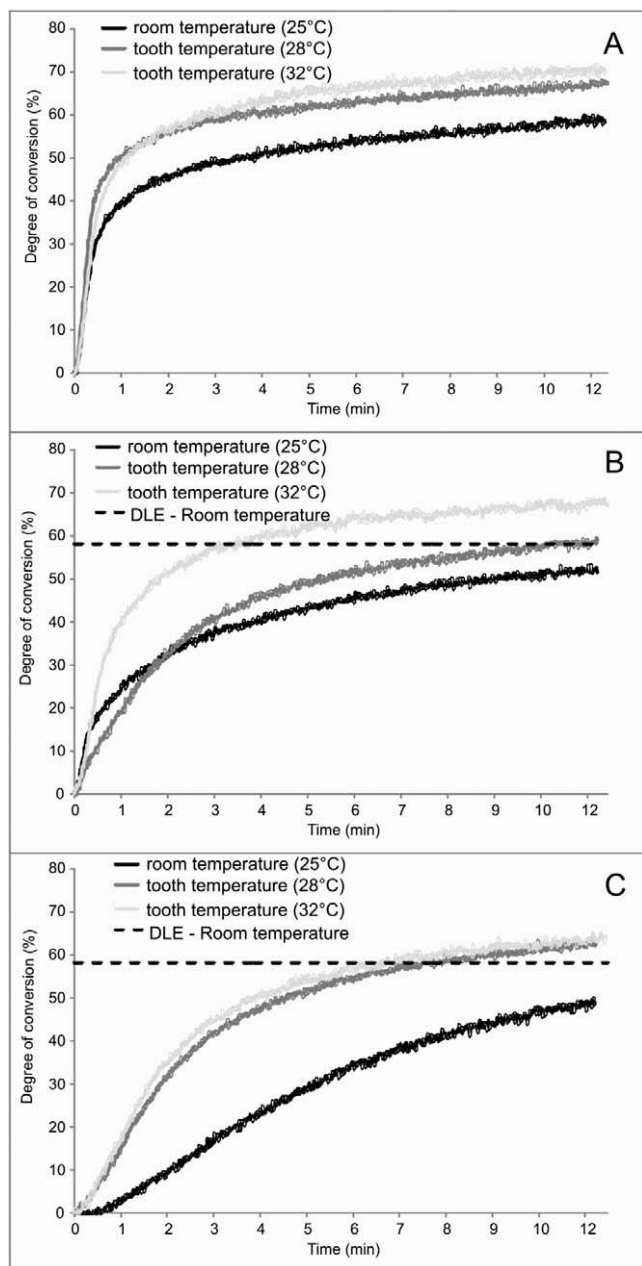 room temperature (25°C)
tooth temperature (28°C)
tooth temperature (32°C)
A
Degree of conversion (%)
80
70
60
50
40
30
20
10
0
0 1 2 3 4 5 6 7 8 9 10 11 12
Time (min)
room temperature (25°C)
tooth temperature (28°C)
tooth temperature (32°C)
DLE - Room temperature
B
Degree of conversion (%)
80
70
60
50
40
30
20
10
0
0 1 2 3 4 5 6 7 8 9 10 11 12
Time (min)
room temperature (25°C)
tooth temperature (28°C)
tooth temperature (32°C)
DLE - Room temperature
C
Degree of conversion (%)
80
70
60
50
40
30
20
10
0
0 1 2 3 4 5 6 7 8 9 10 11 12
Time (min)